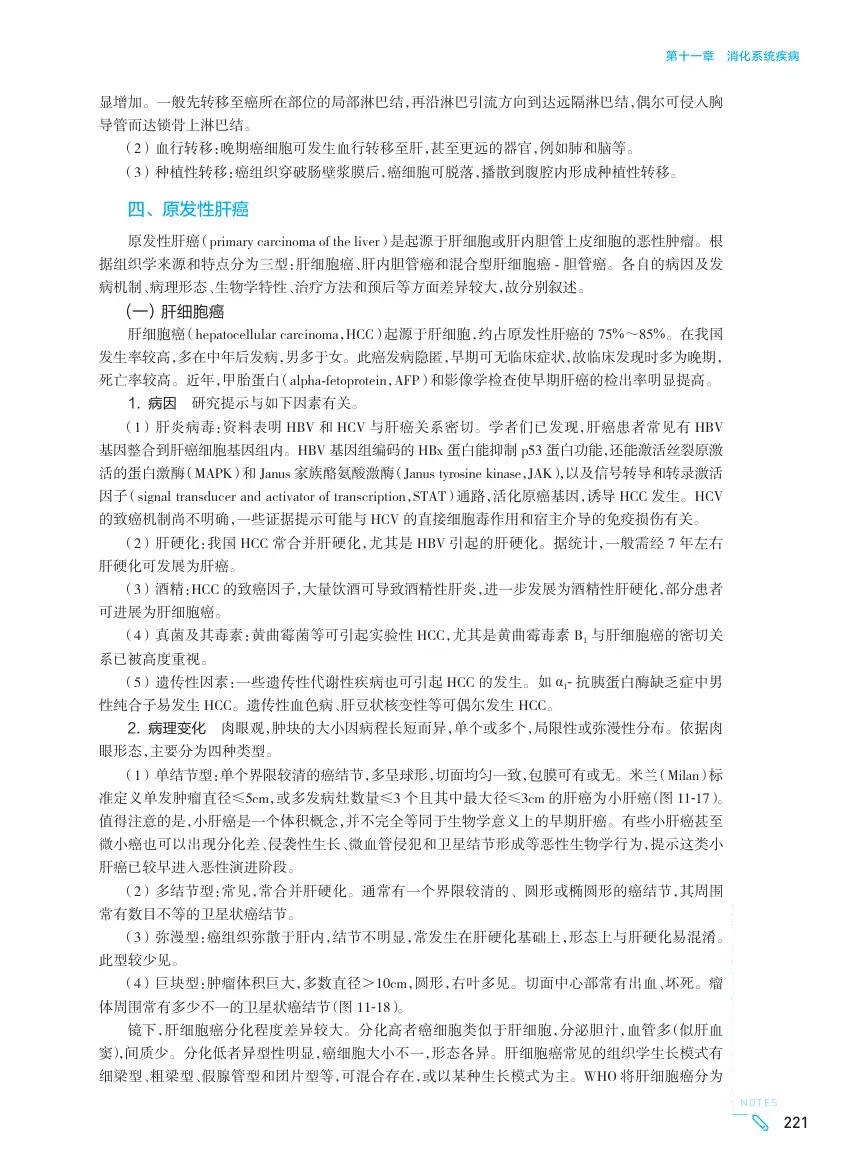 第十一章 消化系统疾病
显增加。一般先转移至癌所在部位的局部淋巴结，再沿淋巴引流方向到达远隔淋巴结，偶尔可侵入胸
导管而达锁骨上淋巴结。
（2）血行转移：晚期癌细胞可发生血行转移至肝，甚至更远的器官，例如肺和脑等。
（3）种植性转移：癌组织穿破肠壁浆膜后，癌细胞可脱落，播散到腹腔内形成种植性转移。
四、原发性肝癌
原发性肝癌（primary carcinoma of the liver）是起源于肝细胞或肝内胆管上皮细胞的恶性肿瘤。根
据组织学来源和特点分为三型：肝细胞癌、肝内胆管癌和混合型肝细胞癌 - 胆管癌。各自的病因及发
病机制、病理形态、生物学特性、治疗方法和预后等方面差异较大，故分别叙述。
（一）肝细胞癌
肝细胞癌（hepatocellular carcinoma，HCC）起源于肝细胞，约占原发性肝癌的 75%～85%。在我国
发生率较高，多在中年后发病，男多于女。此癌发病隐匿，早期可无临床症状，故临床发现时多为晚期，
死亡率较高。近年，甲胎蛋白（alpha-fetoprotein，AFP）和影像学检查使早期肝癌的检出率明显提高。
1. 病因 研究提示与如下因素有关。
（1）肝炎病毒：资料表明 HBV 和 HCV 与肝癌关系密切。学者们已发现，肝癌患者常见有 HBV
基因整合到肝癌细胞基因组内。HBV 基因组编码的 HBx 蛋白能抑制 p53 蛋白功能，还能激活丝裂原激
活的蛋白激酶（MAPK）和 Janus 家族酪氨酸激酶（Janus tyrosine kinase，JAK），以及信号转导和转录激活
因子（signal transducer and activator of transcription，STAT）通路，活化原癌基因，诱导 HCC 发生。HCV
的致癌机制尚不明确，一些证据提示可能与 HCV 的直接细胞毒作用和宿主介导的免疫损伤有关。
（2）肝硬化：我国 HCC 常合并肝硬化，尤其是 HBV 引起的肝硬化。据统计，一般需经 7 年左右
肝硬化可发展为肝癌。
（3）酒精：HCC 的致癌因子，大量饮酒可导致酒精性肝炎，进一步发展为酒精性肝硬化，部分患者
可进展为肝细胞癌。
（4）真菌及其毒素：黄曲霉菌等可引起实验性 HCC，尤其是黄曲霉毒素 B₁ 与肝细胞癌的密切关
系已被高度重视。
（5）遗传性因素：一些遗传性代谢性疾病也可引起 HCC 的发生。如 α₁- 抗胰蛋白酶缺乏症中男
性纯合子易发生 HCC。遗传性血色病、肝豆状核变性等可偶尔发生 HCC。
2. 病理变化 肉眼观，肿块的大小因病程长短而异，单个或多个，局限性或弥漫性分布。依据肉
眼形态，主要分为四种类型。
（1）单结节型：单个界限较清的癌结节，多呈球形，切面均匀一致，包膜可有或无。米兰（Milan）标
准定义单发肿瘤直径≤5cm，或多发病灶数量≤3 个且其中最大径≤3cm 的肝癌为小肝癌（图 11-17）。
值得注意的是，小肝癌是一个体积概念，并不完全等同于生物学意义上的早期肝癌。有些小肝癌甚至
微小癌也可以出现分化差、侵袭性生长、微血管侵犯和卫星结节形成等恶性生物学行为，提示这类小
肝癌已较早进入恶性演进阶段。
（2）多结节型：常见，常合并肝硬化。通常有一个界限较清的、圆形或椭圆形的癌结节，其周围
常有数目不等的卫星状癌结节。
（3）弥漫型：癌组织弥散于肝内，结节不明显，常发生在肝硬化基础上，形态上与肝硬化易混淆。
此型较少见。
（4）巨块型：肿瘤体积巨大，多数直径＞10cm，圆形，右叶多见。切面中心部常有出血、坏死。瘤
体周围常有多少不一的卫星状癌结节（图 11-18）。
镜下，肝细胞癌分化程度差异较大。分化高者癌细胞类似于肝细胞，分泌胆汁，血管多（似肝血
窦），间质少。分化低者异型性明显，癌细胞大小不一，形态各异。肝细胞癌常见的组织学生长模式有
细梁型、粗梁型、假腺管型和团片型等，可混合存在，或以某种生长模式为主。WHO 将肝细胞癌分为
NOTES
221